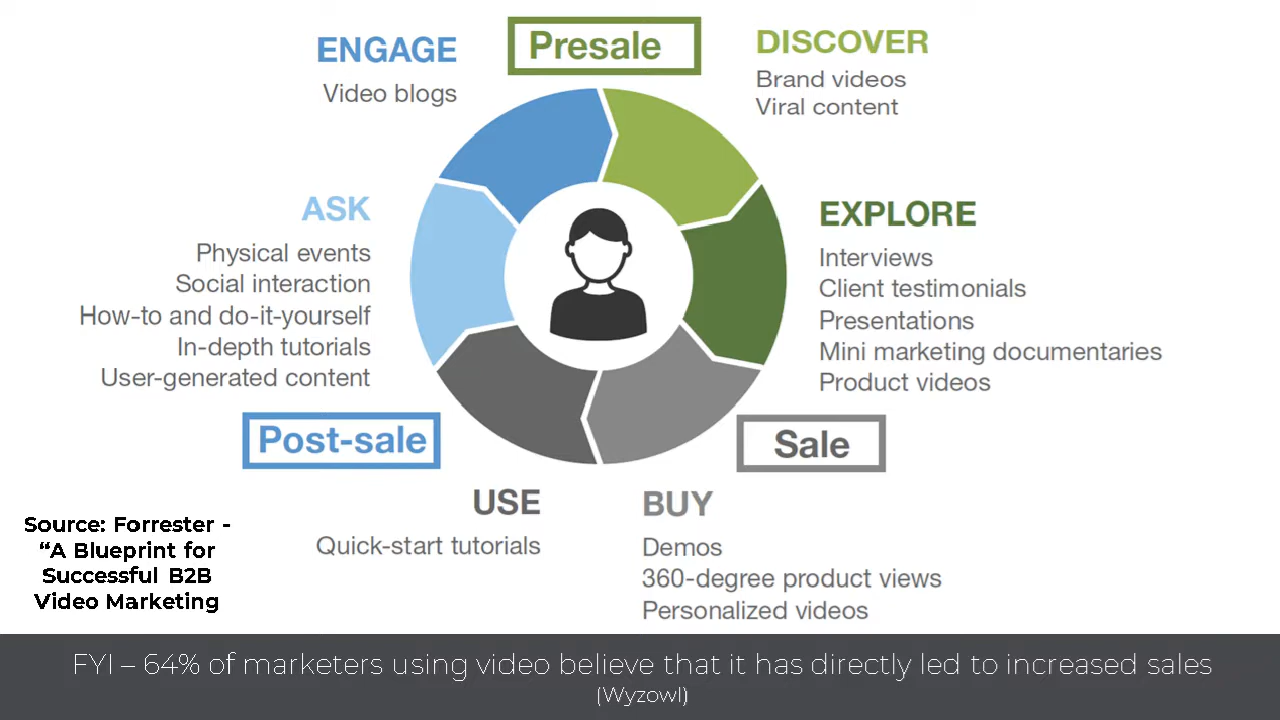 Presale
DISCOVER
Brand videos
Viral content
EXPLORE
Interviews
Client testimonials
Presentations
Mini marketing documentaries
Product videos
Sale
BUY
Demos
360-degree product views
Personalized videos
USE
Quick-start tutorials
Post-sale
ASK
Physical events
Social interaction
How-to and do-it-yourself
In-depth tutorials
User-generated content
ENGAGE
Video blogs
Source: Forrester -
“A Blueprint for
Successful B2B
Video Marketing
FYI – 64% of marketers using video believe that it has directly led to increased sales
(Wyzowl)